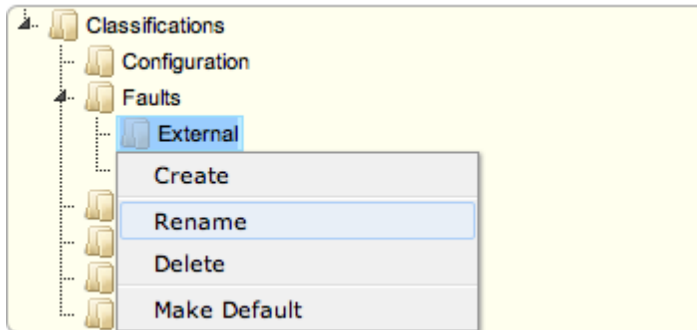 Classifications
Configuration
Faults
External
Create
Rename
Delete
Make Default